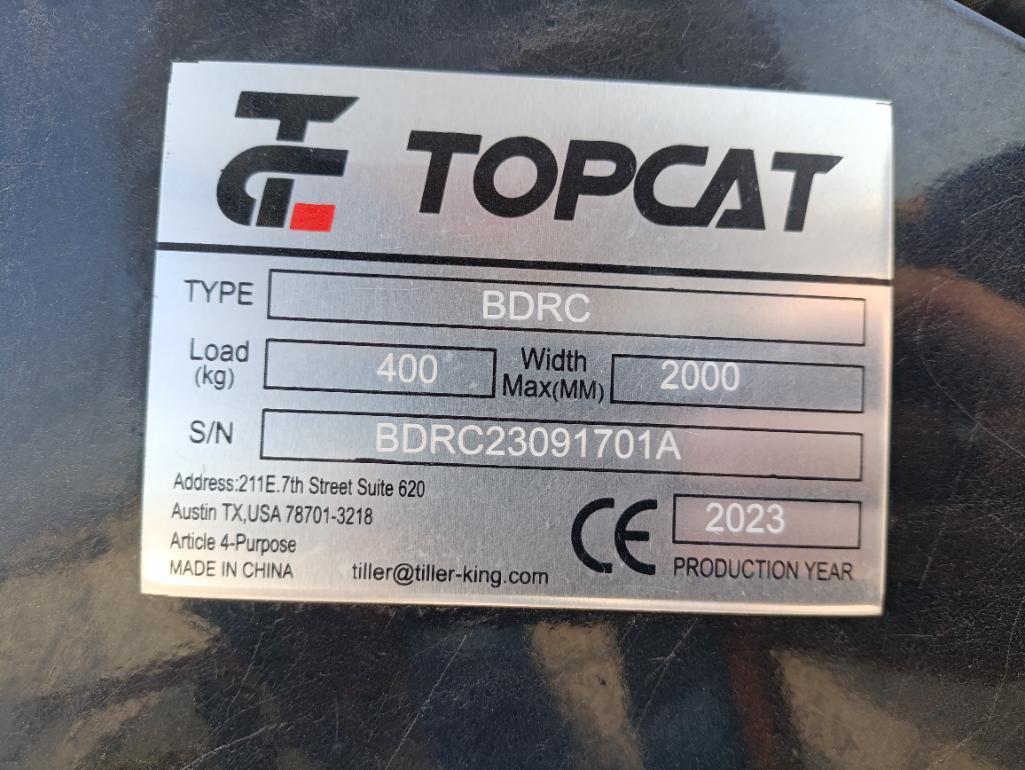 TC TOPCAT
TYPE BDRC
Load (kg) 400 Width Max(MM) 2000
S/N BDRC23091701A
Address:211E.7th Street Suite 620
Austin TX,USA 78701-3218
Article 4-Purpose
MADE IN CHINA tiller@tiller-king.com
CE 2023
PRODUCTION YEAR